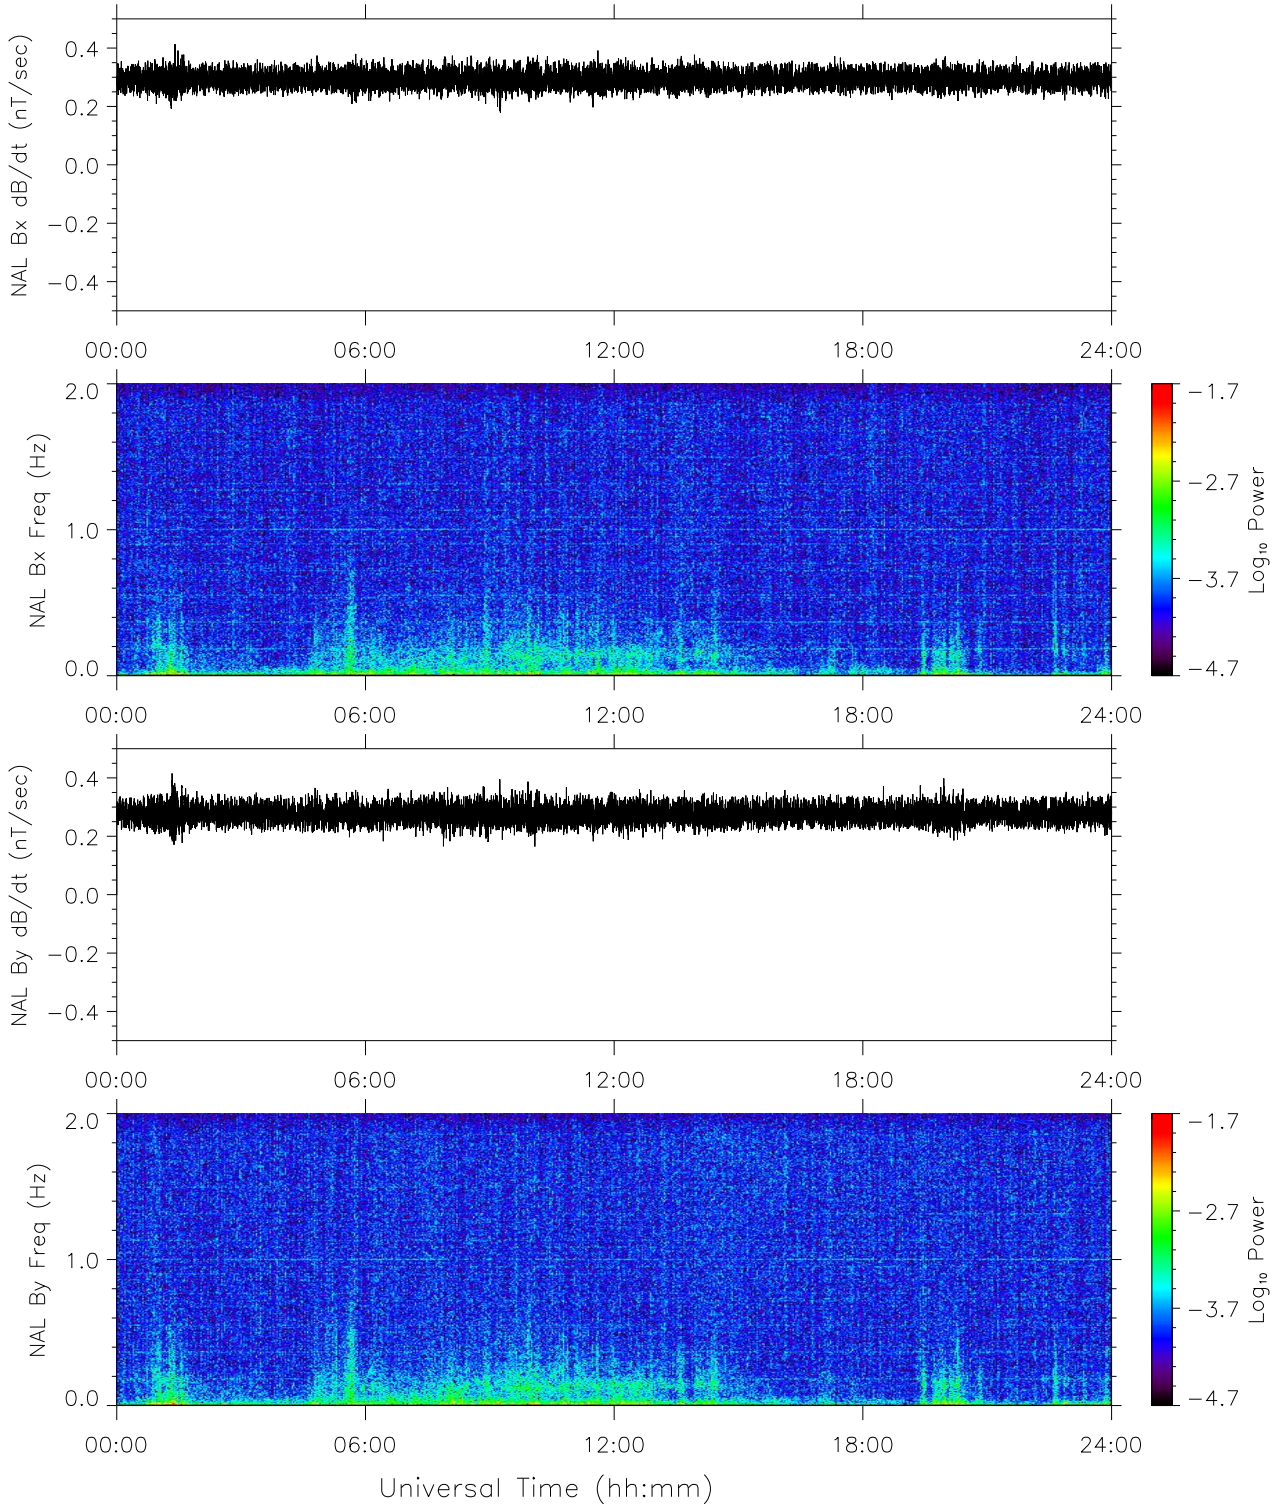 NAL Bx dB/dt (nT/sec)
0.4
0.2
0.0
−0.2
−0.4
00:00 06:00 12:00 18:00 24:00
NAL Bx Freq (Hz)
2.0
1.0
0.0
−1.7
−2.7
−3.7
−4.7
Log₁₀ Power
00:00 06:00 12:00 18:00 24:00
NAL By dB/dt (nT/sec)
0.4
0.2
0.0
−0.2
−0.4
00:00 06:00 12:00 18:00 24:00
NAL By Freq (Hz)
2.0
1.0
0.0
−1.7
−2.7
−3.7
−4.7
Log₁₀ Power
00:00 06:00 12:00 18:00 24:00
Universal Time (hh:mm)